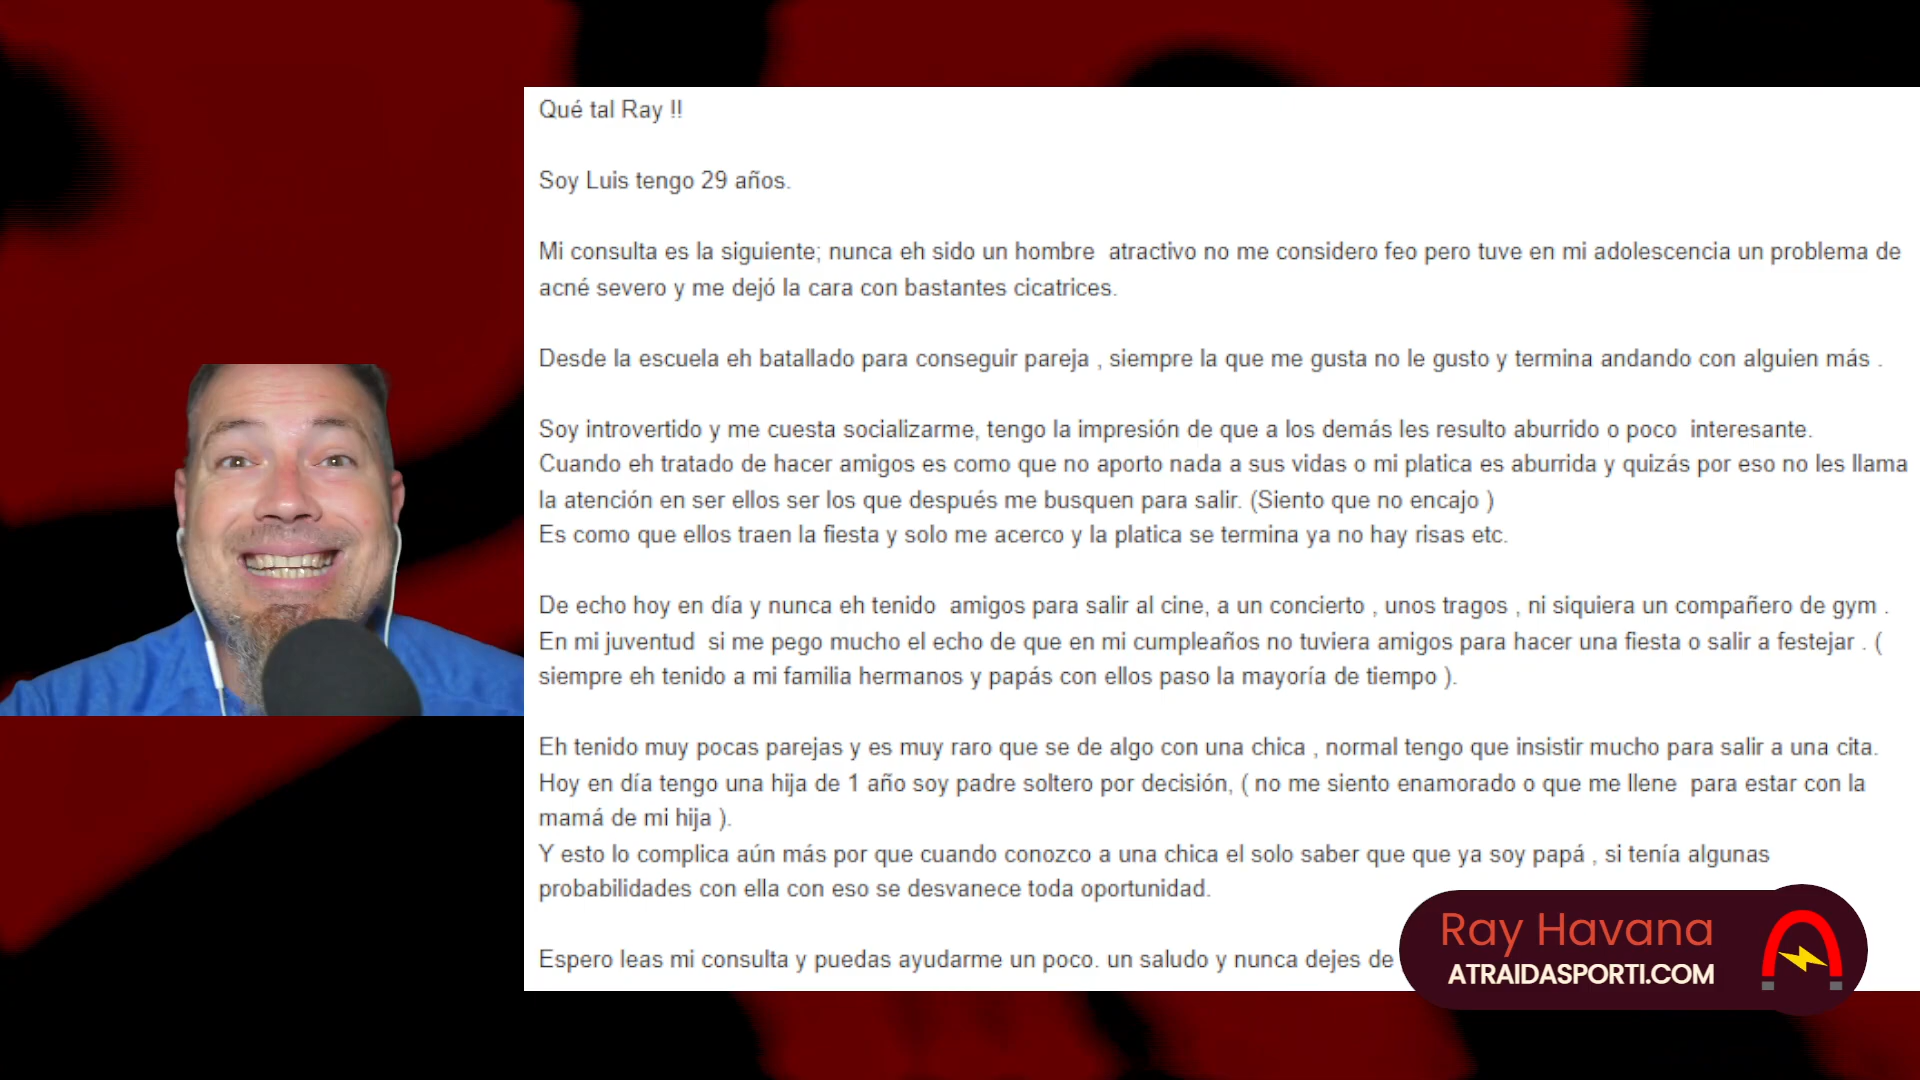 Qué tal Ray !!
Soy Luis tengo 29 años.
Mi consulta es la siguiente; nunca eh sido un hombre  atractivo no me considero feo pero tuve en mi adolescencia un problema de
acné severo y me dejó la cara con bastantes cicatrices.
Desde la escuela eh batallado para conseguir pareja , siempre la que me gusta no le gusto y termina andando con alguien más .
Soy introvertido y me cuesta socializarme, tengo la impresión de que a los demás les resulto aburrido o poco  interesante.
Cuando eh tratado de hacer amigos es como que no aporto nada a sus vidas o mi platica es aburrida y quizás por eso no les llama
la atención en ser ellos ser los que después me busquen para salir. (Siento que no encajo )
Es como que ellos traen la fiesta y solo me acerco y la platica se termina ya no hay risas etc.
De echo hoy en día y nunca eh tenido  amigos para salir al cine, a un concierto , unos tragos , ni siquiera un compañero de gym .
En mi juventud  si me pego mucho el echo de que en mi cumpleaños no tuviera amigos para hacer una fiesta o salir a festejar . (
siempre eh tenido a mi familia hermanos y papás con ellos paso la mayoría de tiempo ).
Eh tenido muy pocas parejas y es muy raro que se de algo con una chica , normal tengo que insistir mucho para salir a una cita.
Hoy en día tengo una hija de 1 año soy padre soltero por decisión, ( no me siento enamorado o que me llene  para estar con la
mamá de mi hija ).
Y esto lo complica aún más por que cuando conozco a una chica el solo saber que que ya soy papá , si tenía algunas
probabilidades con ella con eso se desvanece toda oportunidad.
Espero leas mi consulta y puedas ayudarme un poco. un saludo y nunca dejes de
Ray Havana
ATRAIDASPORTI.COM